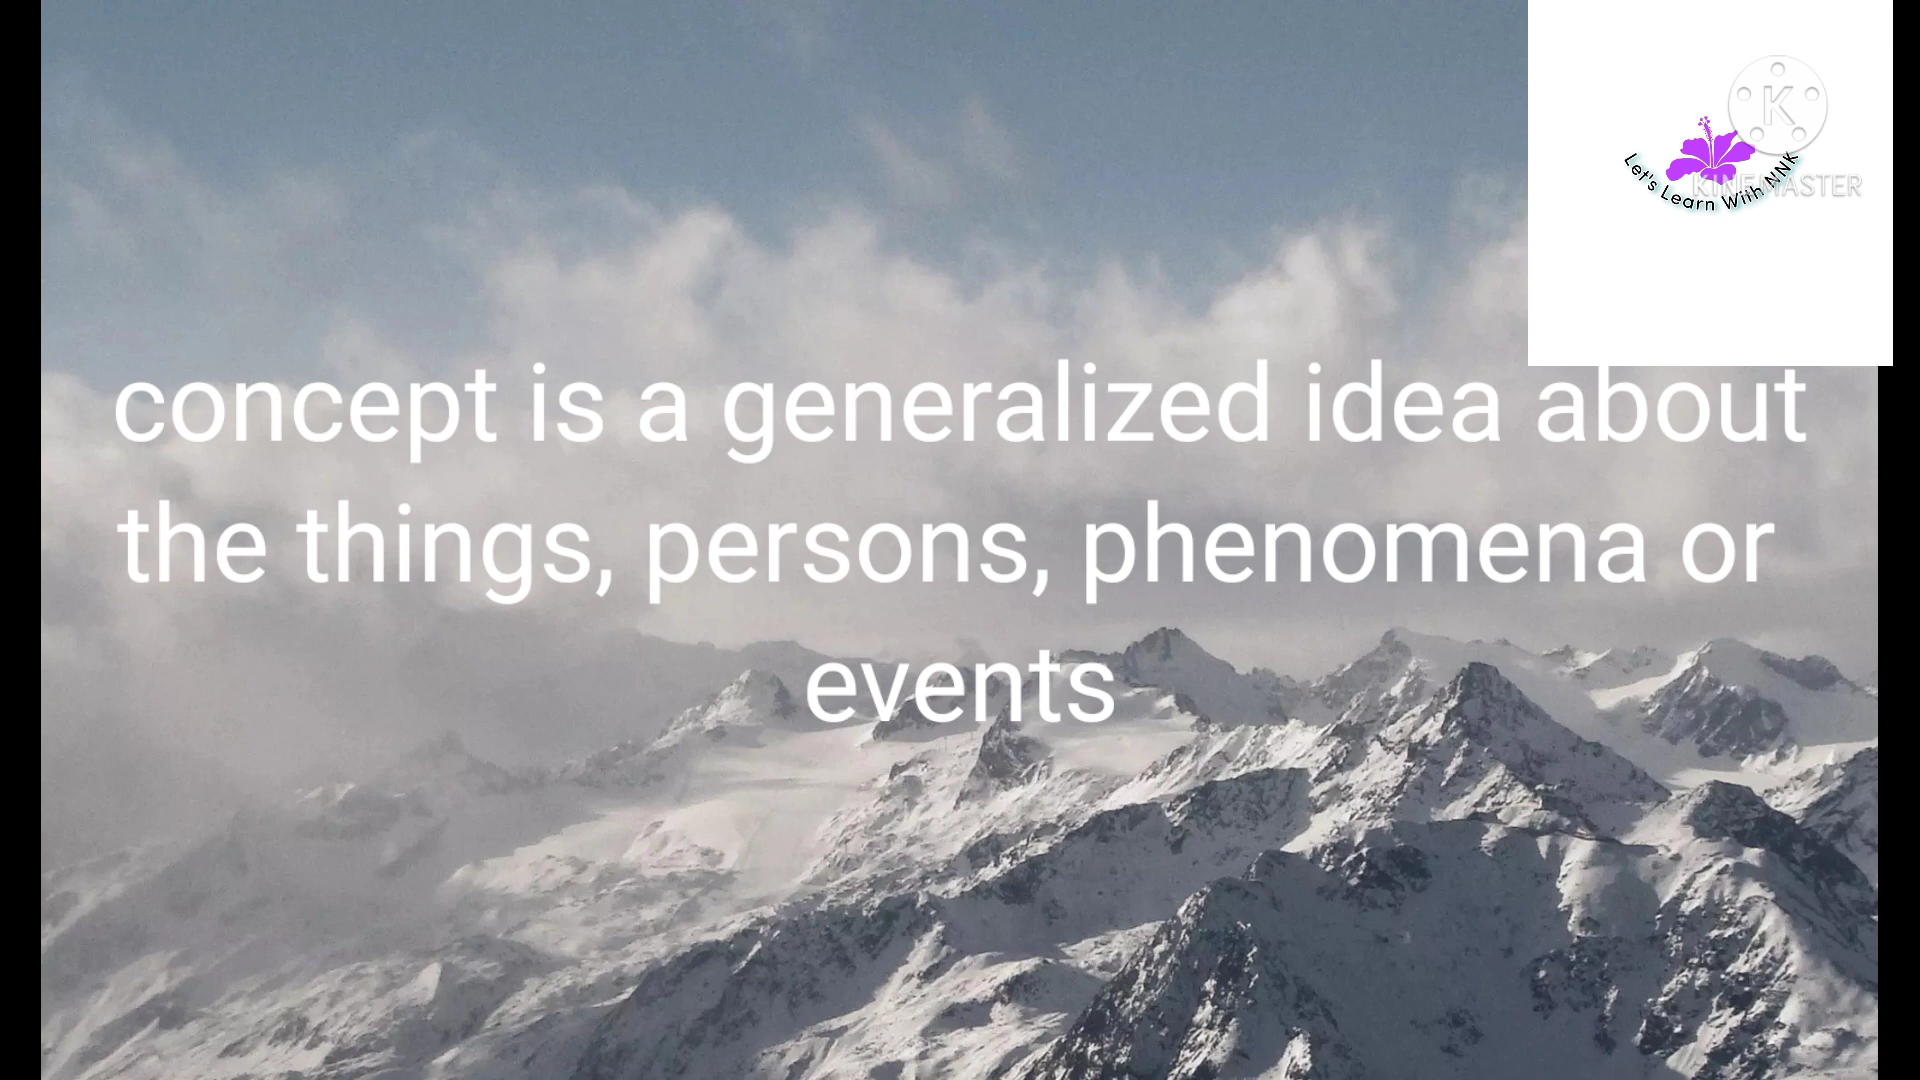 K
KINEMASTER
Let's Learn With NNK
concept is a generalized idea about
the things, persons, phenomena or
events